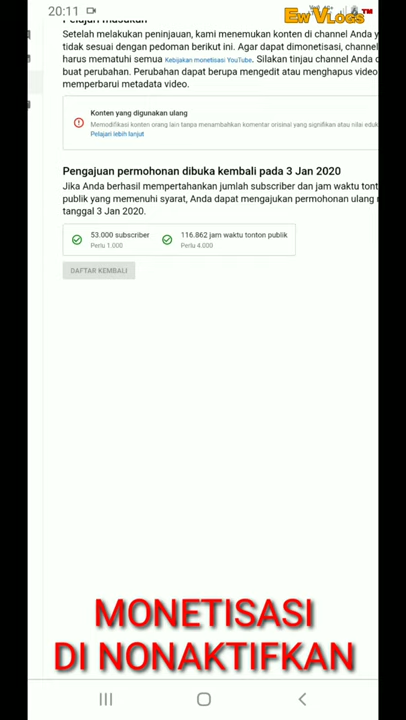 20:11
EW VLOGS™
Pelajari masukan
Setelah melakukan peninjauan, kami menemukan konten di channel Anda y
tidak sesuai dengan pedoman berikut ini. Agar dapat dimonetisasi, channel
harus mematuhi semua Kebijakan monetisasi YouTube. Silakan tinjau channel Anda d
buat perubahan. Perubahan dapat berupa mengedit atau menghapus video
memperbarui metadata video.
Konten yang digunakan ulang
Memodifikasi konten orang lain tanpa menambahkan komentar orisinal yang signifikan atau nilai eduk
Pelajari lebih lanjut
Pengajuan permohonan dibuka kembali pada 3 Jan 2020
Jika Anda berhasil mempertahankan jumlah subscriber dan jam waktu tont
publik yang memenuhi syarat, Anda dapat mengajukan permohonan ulang
tanggal 3 Jan 2020.
53.000 subscriber
Perlu 1.000
116.862 jam waktu tonton publik
Perlu 4.000
DAFTAR KEMBALI
MONETISASI
DI NONAKTIFKAN